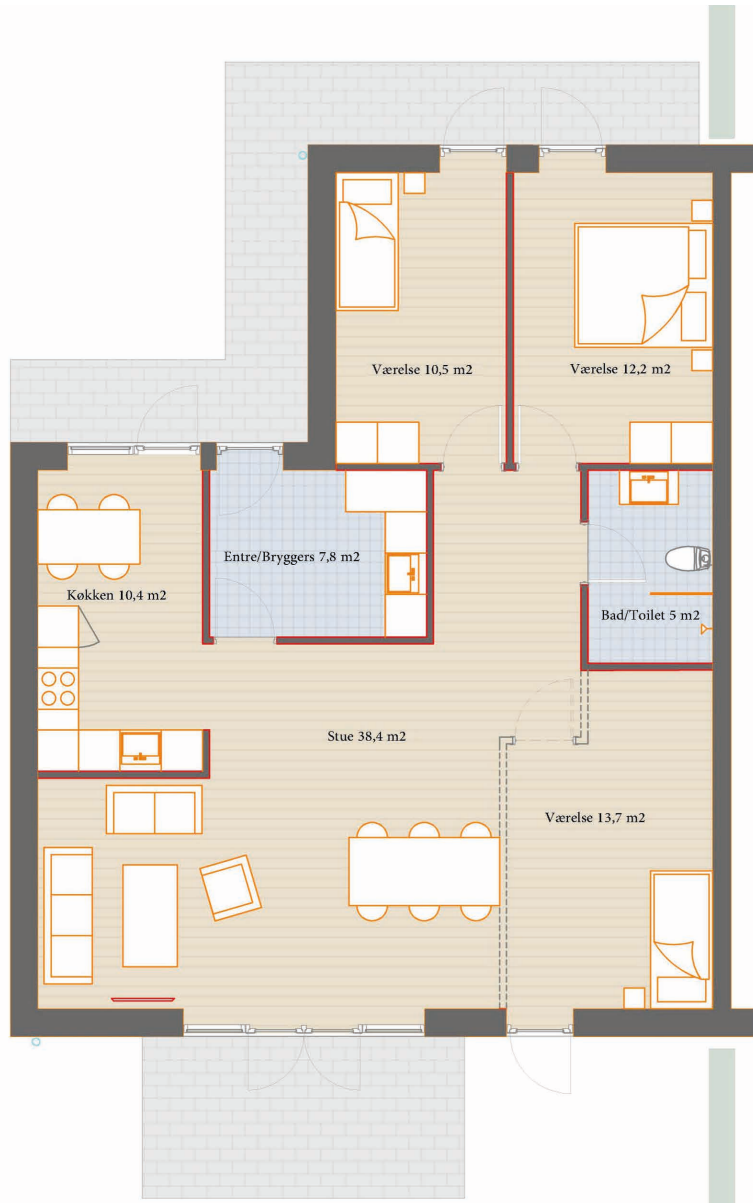 Værelse 10,5 m2
Værelse 12,2 m2
Entre/Bryggers 7,8 m2
Køkken 10,4 m2
Bad/Toilet 5 m2
Stue 38,4 m2
Værelse 13,7 m2